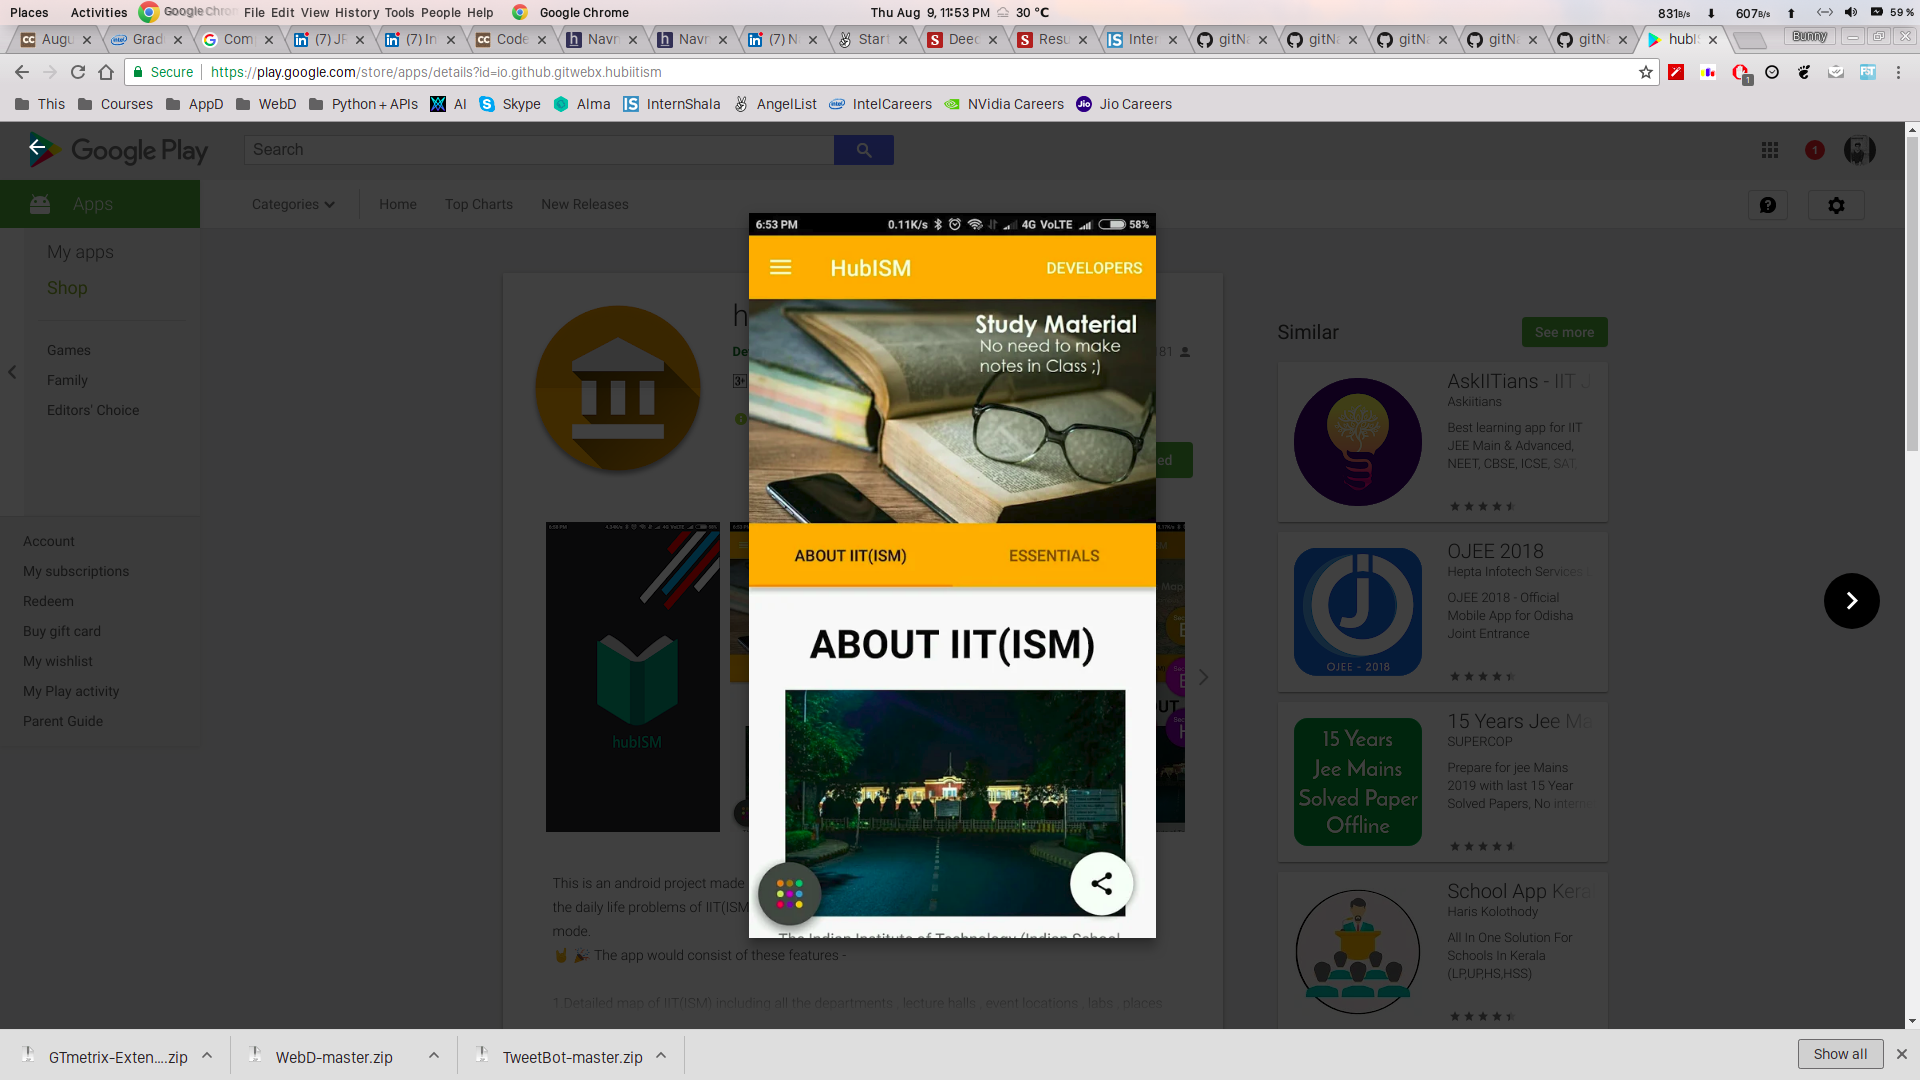 Places Activities Google Chrom File Edit View History Tools People Help Google Chrome Thu Aug 9, 11:53 PM 30 ℃ 831B/s 607B/s 59 %
Augu Gradu Comp (7) JF (7) In Code Navn Navn (7) N Start Deec Resu Inter gitNa gitNa gitNa gitNa gitNa hubI Bunny
Secure https://play.google.com/store/apps/details?id=io.github.gitwebx.hubiitism
This Courses AppD WebD Python + APIs AI Skype Alma InternShala AngelList IntelCareers NVidia Careers Jio Careers
Google Play Search 1
Apps Categories Home Top Charts New Releases
My apps
Shop
Games
Family
Editors' Choice
Account
My subscriptions
Redeem
Buy gift card
My wishlist
My Play activity
Parent Guide
6:53 PM 0.11K/s 4G VoLTE 58%
HubISM DEVELOPERS
Study Material
No need to make
notes in Class ;)
ABOUT IIT(ISM) ESSENTIALS
ABOUT IIT(ISM)
The Indian Institute of Technology (Indian School
hubISM
This is an android project made
the daily life problems of IIT(ISM
mode.
The app would consist of these features -
1.Detailed map of IIT(ISM) including all the departments , lecture halls , event locations , labs , places
Similar See more
AskIITians - IIT J
Askiitians
Best learning app for IIT
JEE Main & Advanced,
NEET, CBSE, ICSE, SAT,
OJEE 2018
Hepta Infotech Services
OJEE 2018 - Official
Mobile App for Odisha
Joint Entrance
OJEE - 2018
15 Years Jee Ma
SUPERCOP
Prepare for jee Mains
2019 with last 15 Year
Solved Papers, No intern
15 Years
Jee Mains
Solved Paper
Offline
School App Kera
Haris Kolothody
All In One Solution For
Schools In Kerala
(LP,UP,HS,HSS)
GTmetrix-Exten....zip WebD-master.zip TweetBot-master.zip Show all